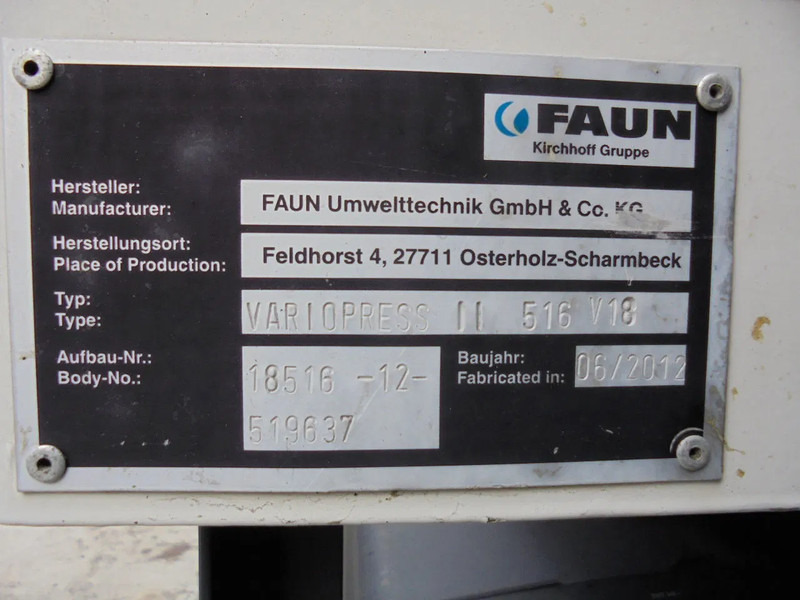 FAUN
Kirchhoff Gruppe
Hersteller:
Manufacturer:
FAUN Umwelttechnik GmbH & Co. KG
Herstellungsort:
Place of Production:
Feldhorst 4, 27711 Osterholz-Scharmbeck
Typ:
Type:
VARIOPRESS II 516 V18
Aufbau-Nr.:
Body-No.:
18516 -12-
519637
Baujahr:
Fabricated in:
06/2012